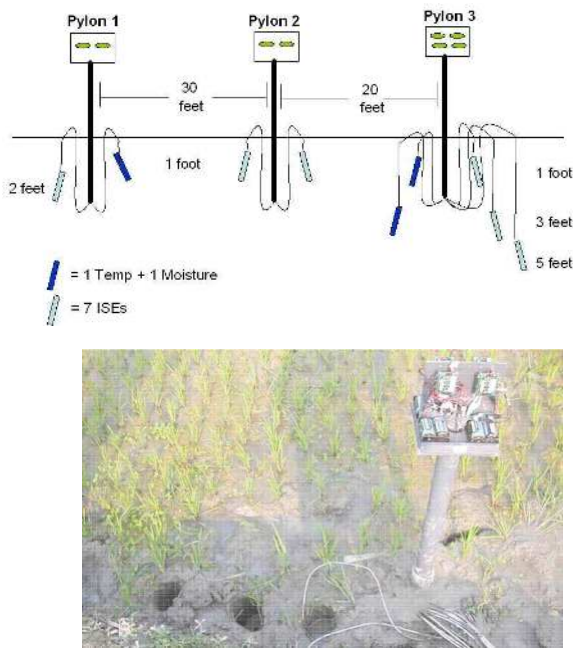 Pylon 1
Pylon 2
Pylon 3
30
feet
20
feet
2 feet
1 foot
1 foot
3 feet
5 feet
= 1 Temp + 1 Moisture
= 7 ISEs